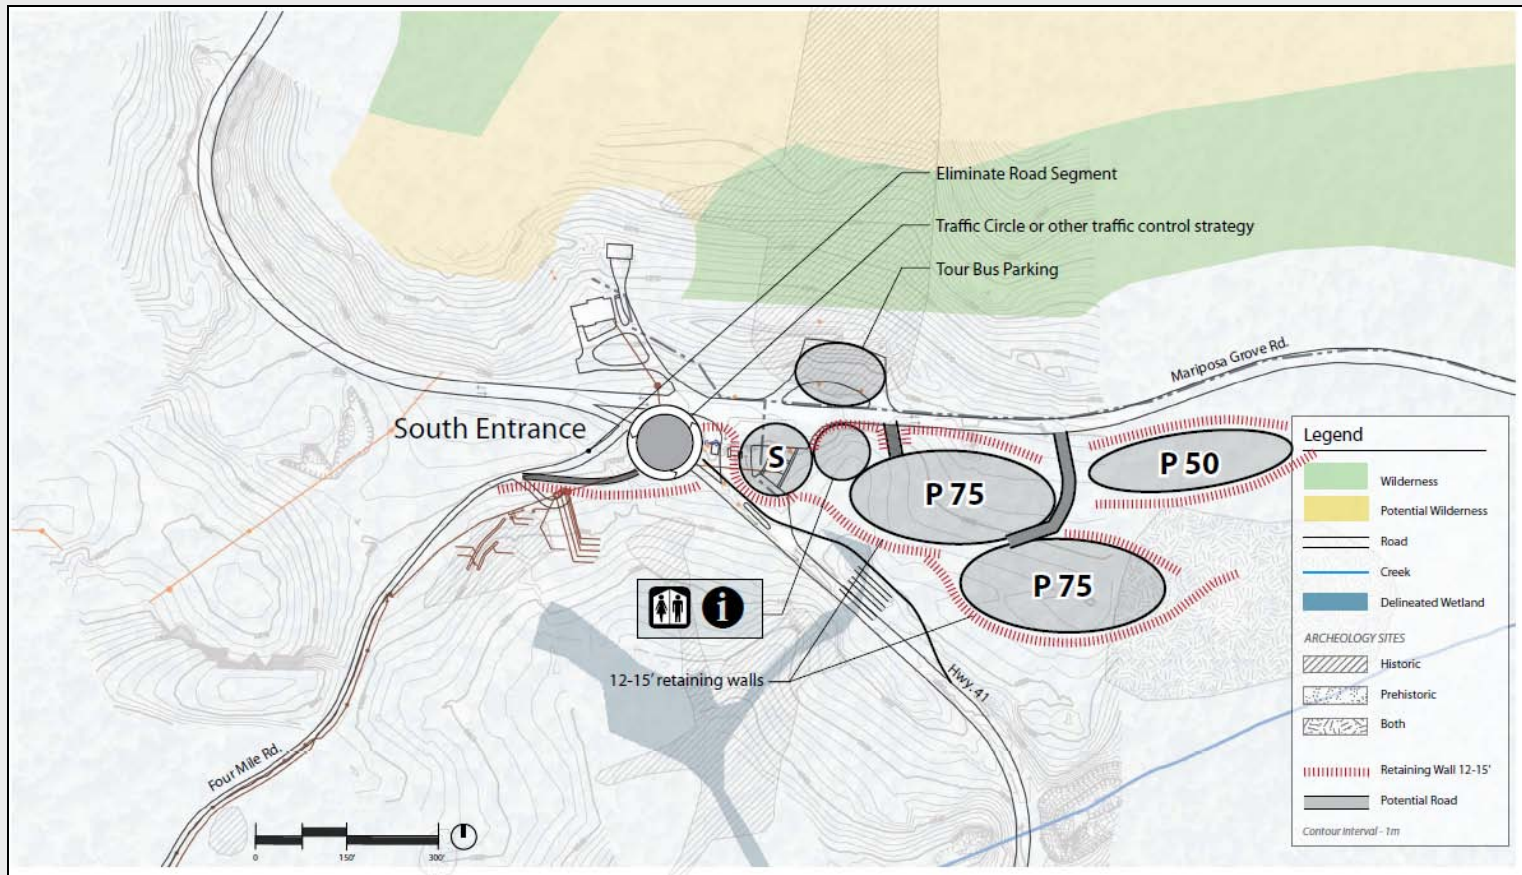 Eliminate Road Segment
Traffic Circle or other traffic control strategy
Tour Bus Parking
Mariposa Grove Rd.
South Entrance
S
P 75
P 50
P 75
i
12-15' retaining walls
Hwy. 41
Four Mile Rd.
0 150' 300'
Legend
Wilderness
Potential Wilderness
Road
Creek
Delineated Wetland
ARCHEOLOGY SITES
Historic
Prehistoric
Both
Retaining Wall 12-15'
Potential Road
Contour Interval - 1m